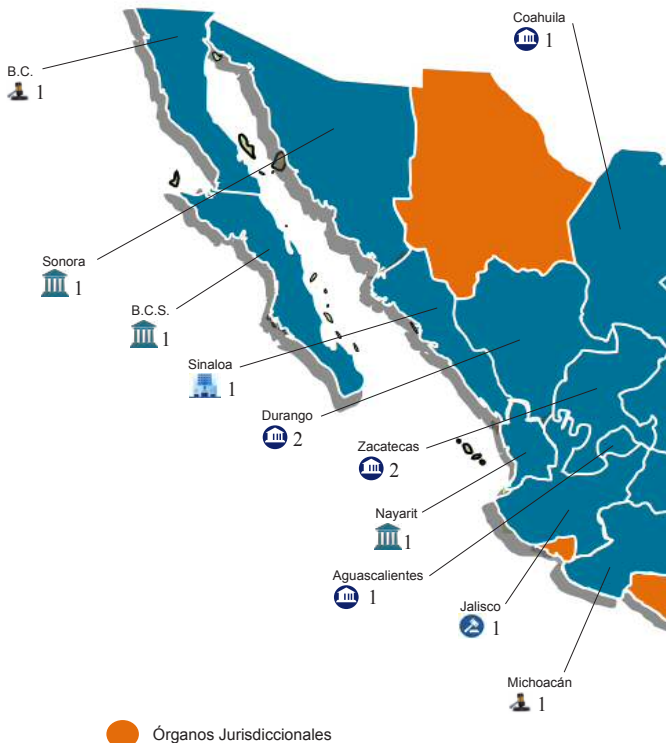 Coahuila
1
B.C.
1
Sonora
1
B.C.S.
1
Sinaloa
1
Durango
2
Zacatecas
2
Nayarit
1
Aguascalientes
1
Jalisco
1
Michoacán
1
Órganos Jurisdiccionales